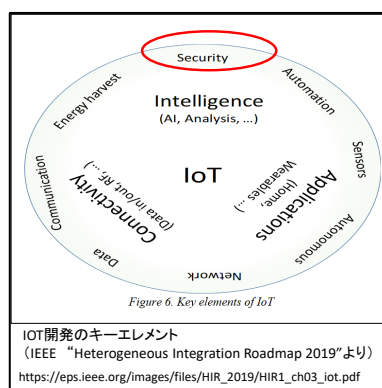 Security
Energy harvest
Automation
Intelligence
(AI, Analysis, ...)
Sensors
IoT
Communication
Connectivity
(Data in/out, RF, ...)
Applications
(Home,
Wearables ...)
Autonomous
Data
Network
Figure 6. Key elements of IoT
IOT開発のキーエレメント
（IEEE “Heterogeneous Integration Roadmap 2019”より）
https://eps.ieee.org/images/files/HIR_2019/HIR1_ch03_iot.pdf